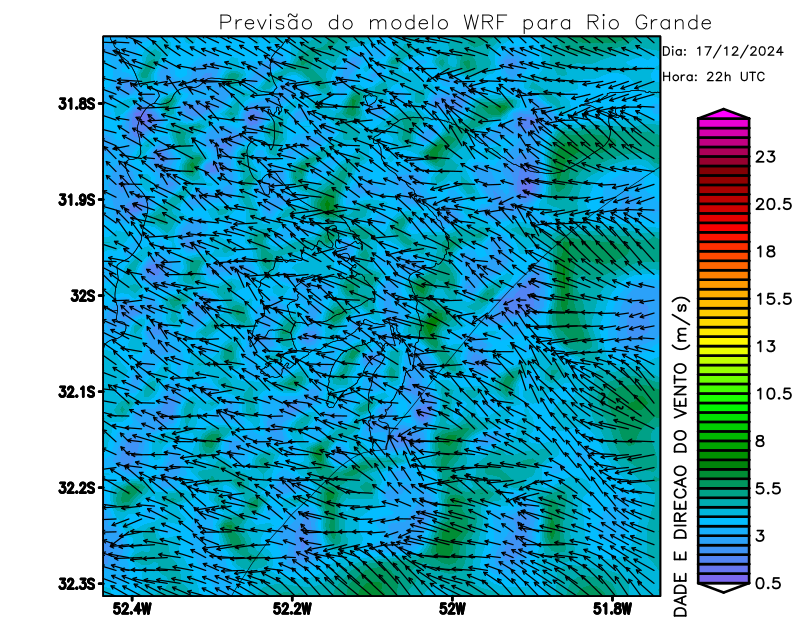 Previsão do modelo WRF para Rio Grande
Dia: 17/12/2024
Hora: 22h UTC
31.8S
31.9S
32S
32.1S
32.2S
32.3S
52.4W
52.2W
52W
51.8W
23
20.5
18
15.5
13
10.5
8
5.5
3
0.5
DADE E DIRECAO DO VENTO (m/s)